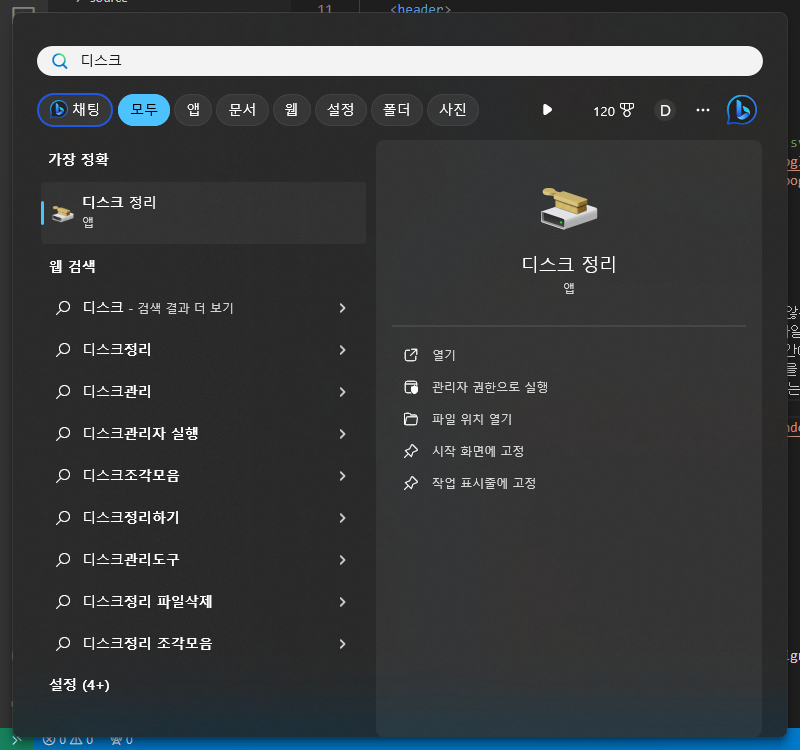 source
11 <header>
디스크
채팅 모두 앱 문서 웹 설정 폴더 사진 120 D ···
가장 정확
디스크 정리
앱
웹 검색
디스크 - 검색 결과 더 보기
디스크정리
디스크관리
디스크관리자 실행
디스크조각모음
디스크정리하기
디스크관리도구
디스크정리 파일삭제
디스크정리 조각모음
설정 (4+)
디스크 정리
앱
열기
관리자 권한으로 실행
파일 위치 열기
시작 화면에 고정
작업 표시줄에 고정
0 0 0